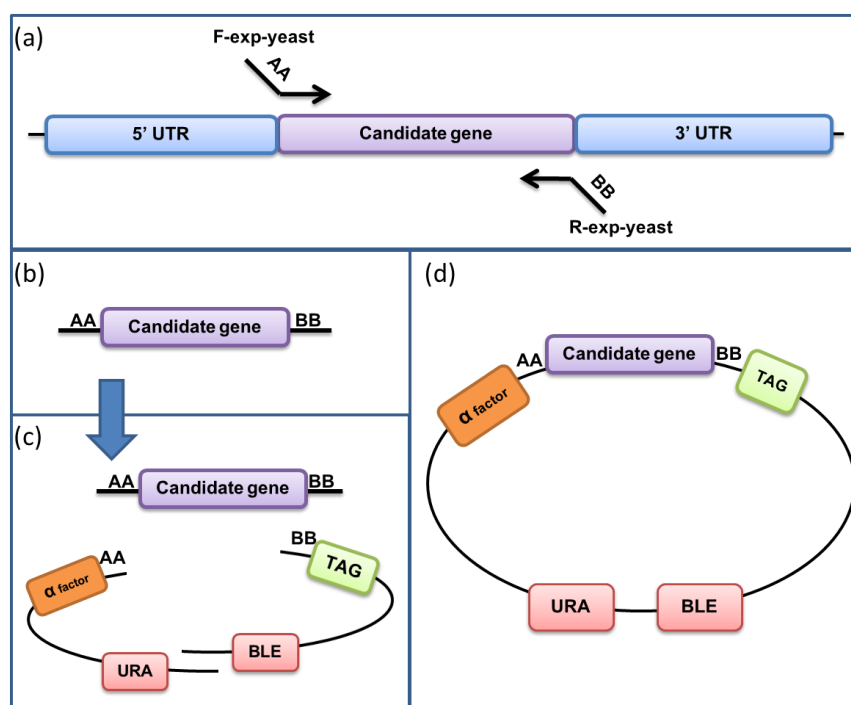 (a)
F-exp-yeast
AA
5’ UTR Candidate gene 3’ UTR
BB
R-exp-yeast
(b)
AA Candidate gene BB
(c)
AA Candidate gene BB
AA
α factor
BB
TAG
URA
BLE
(d)
AA Candidate gene BB
α factor
TAG
URA BLE